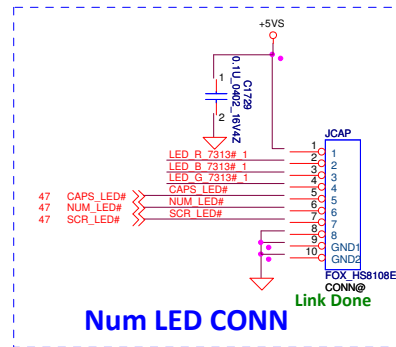 +5VS
1
2
C1729
0.1U_0402_16V4Z
JCAP
LED_R_7313#_1
LED_B_7313#_1
LED_G_7313#_1
47 CAPS_LED#
47 NUM_LED#
47 SCR_LED#
CAPS_LED#
NUM_LED#
SCR_LED#
1 1
2 2
3 3
4 4
5 5
6 6
7 7
8 8
9 GND1
10 GND2
FOX_HS8108E
CONN@
Link Done
Num LED CONN